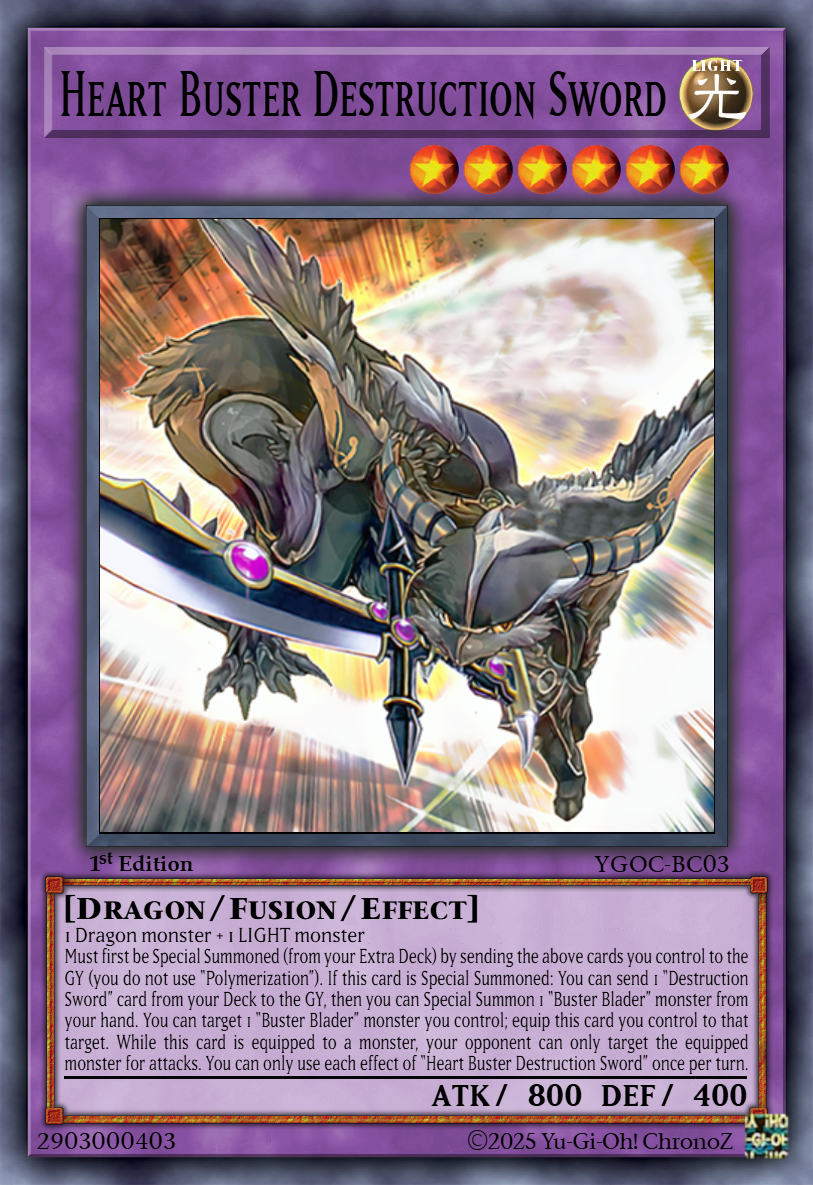 Heart Buster Destruction Sword
LIGHT
光
1st Edition
YGOC-BC03
[Dragon/Fusion/Effect]
1 Dragon monster + 1 LIGHT monster
Must first be Special Summoned (from your Extra Deck) by sending the above cards you control to the
GY (you do not use "Polymerization"). If this card is Special Summoned: You can send 1 "Destruction
Sword" card from your Deck to the GY, then you can Special Summon 1 "Buster Blader" monster from
your hand. You can target 1 "Buster Blader" monster you control; equip this card you control to that
target. While this card is equipped to a monster, your opponent can only target the equipped
monster for attacks. You can only use each effect of "Heart Buster Destruction Sword" once per turn.
ATK/ 800 DEF/ 400
2903000403
©2025 Yu-Gi-Oh! ChronoZ